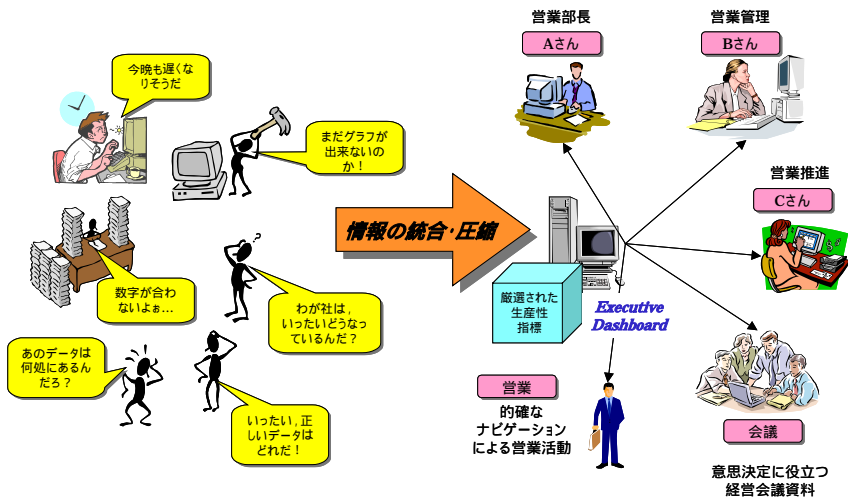 今晩も遅くな
りそうだ
まだグラフが
出来ないの
か！
数字が合わ
ないよぉ…
わが社は，
いったいどうなっ
ているんだ？
あのデータは
何処にあるん
だろ？
いったい，正
しいデータは
どれだ！
情報の統合・圧縮
営業部長
Aさん
営業管理
Bさん
営業推進
Cさん
厳選された
生産性
指標
Executive
Dashboard
営業
的確な
ナビゲーション
による営業活動
会議
意思決定に役立つ
経営会議資料